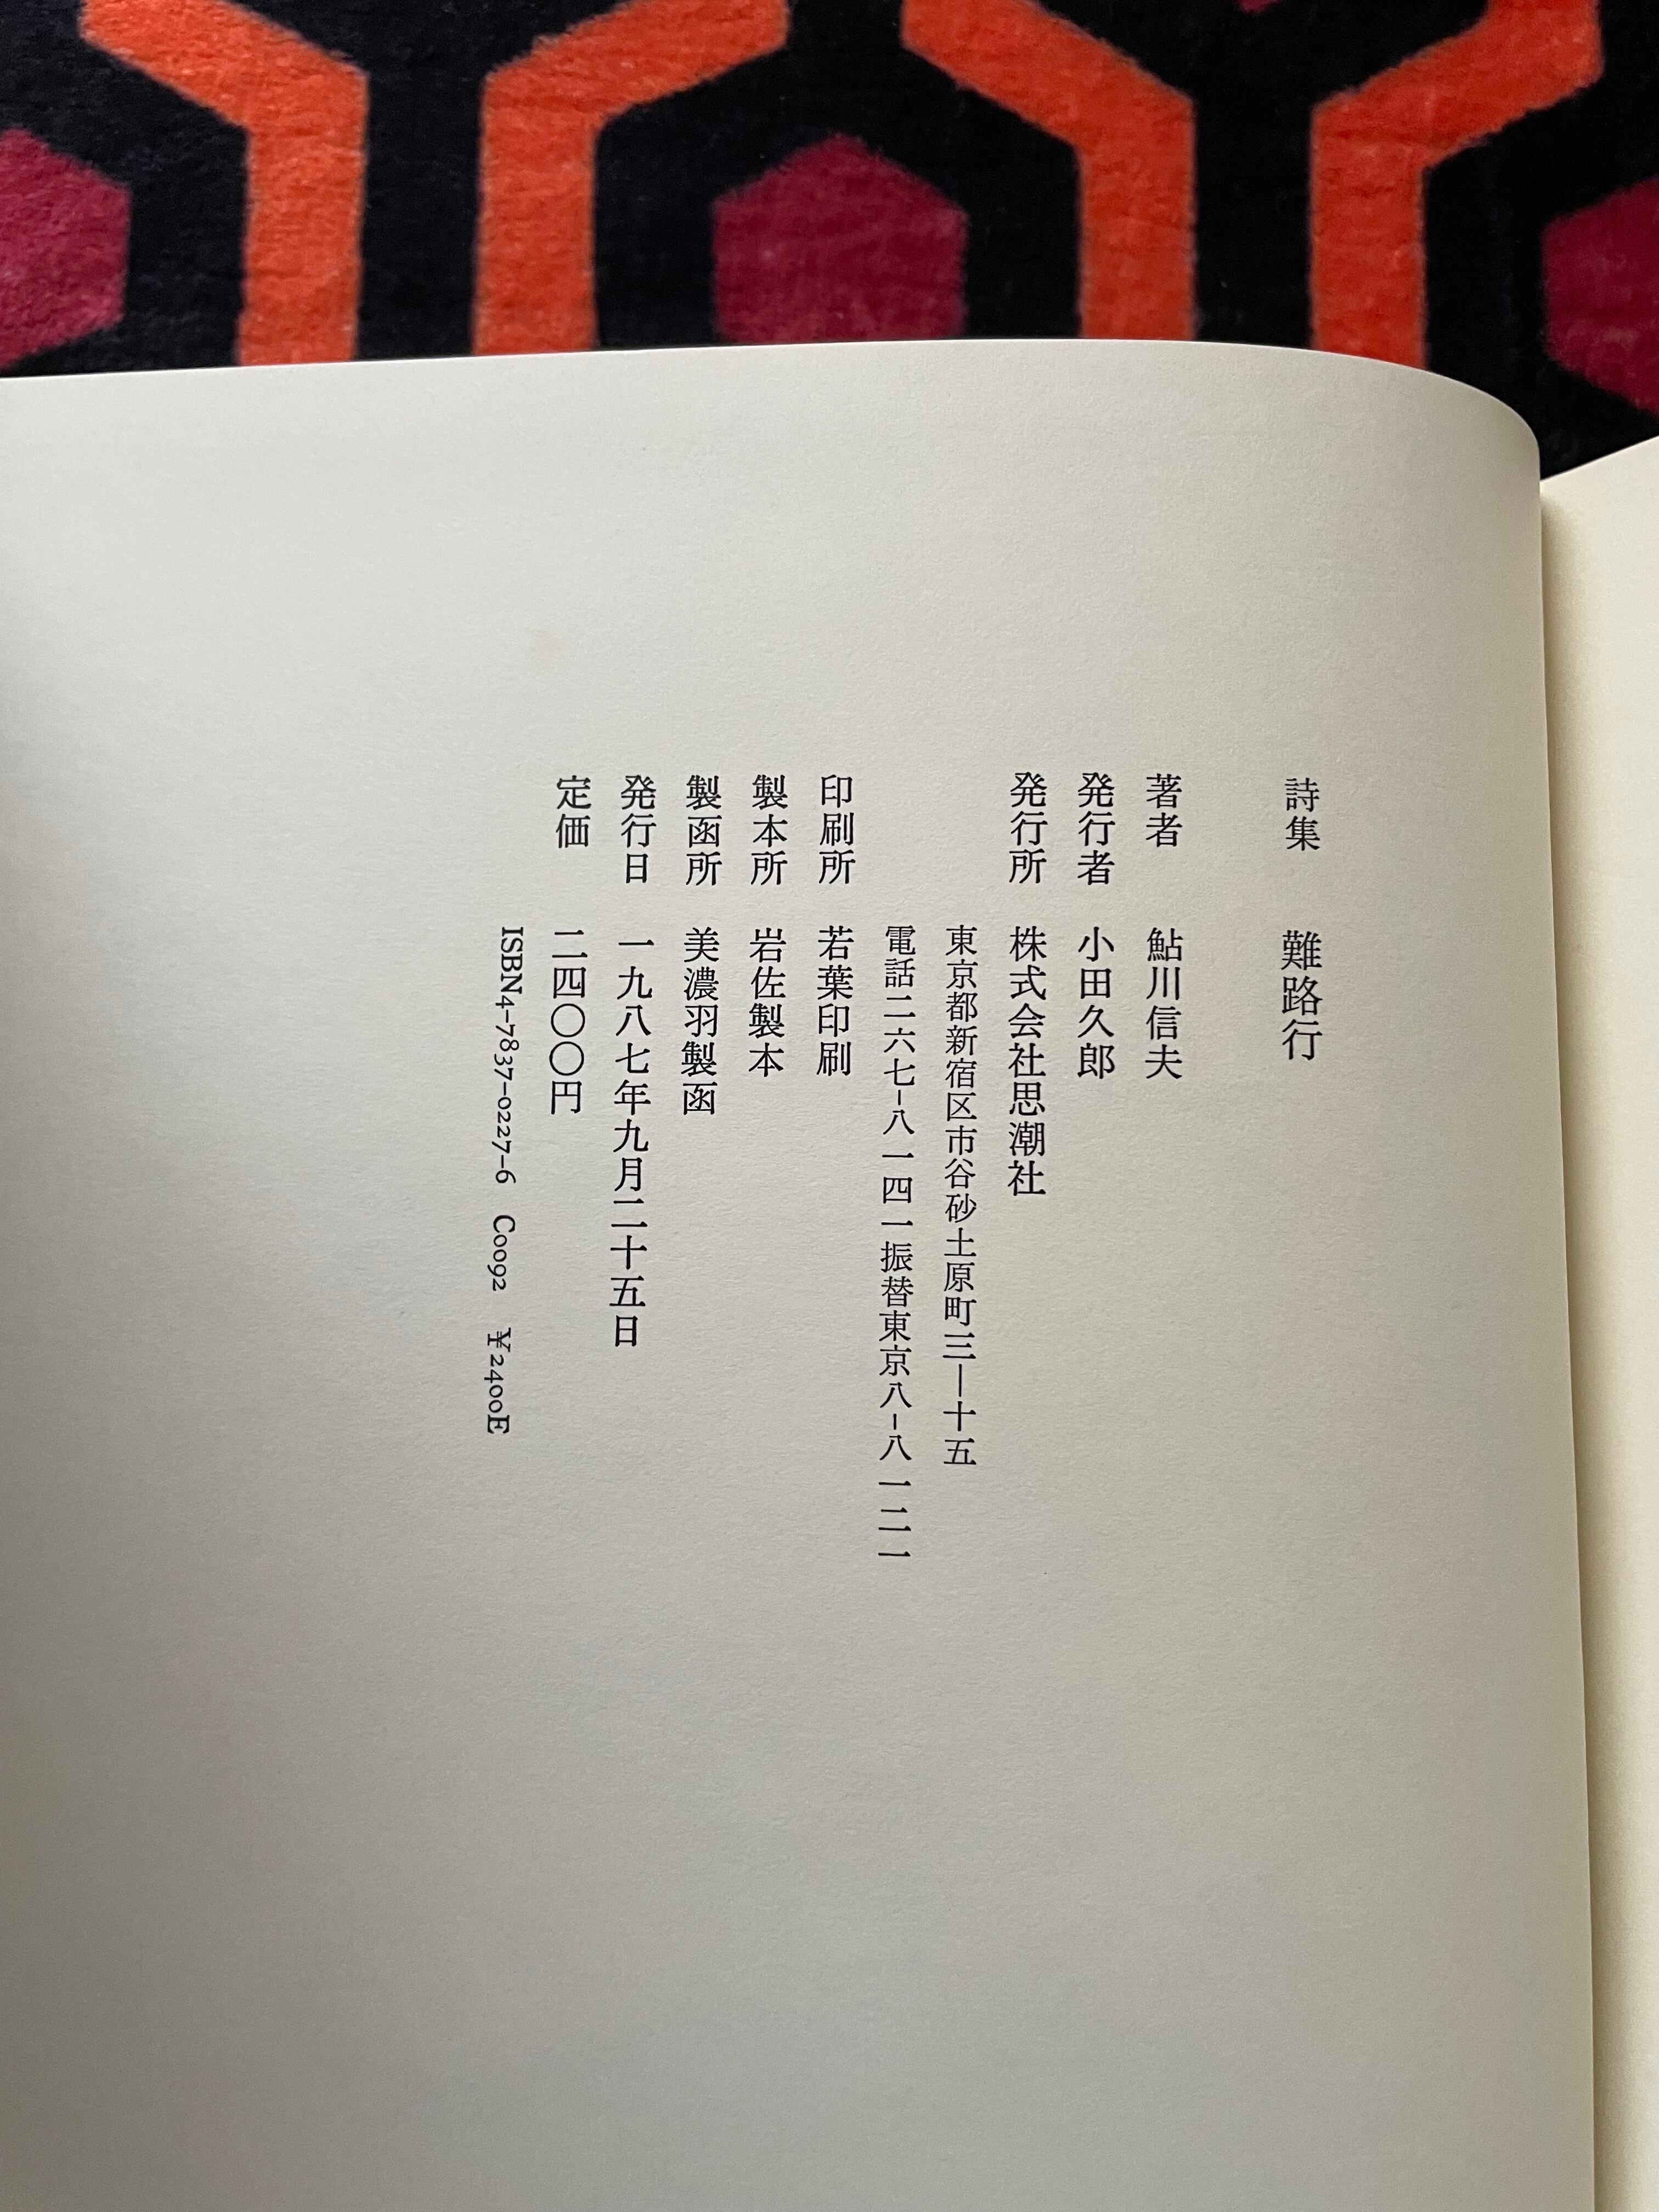 詩集 難路行
著者 鮎川信夫
発行者 小田久郎
発行所 株式会社思潮社
東京都新宿区市谷砂土原町三—十五
電話二六七-八一四一振替東京八-八一二一
印刷所 若葉印刷
製本所 岩佐製本
製函所 美濃羽製函
発行日 一九八七年九月二十五日
定価 二四〇〇円
ISBN4-7837-0227-6 C0092 ¥2400E